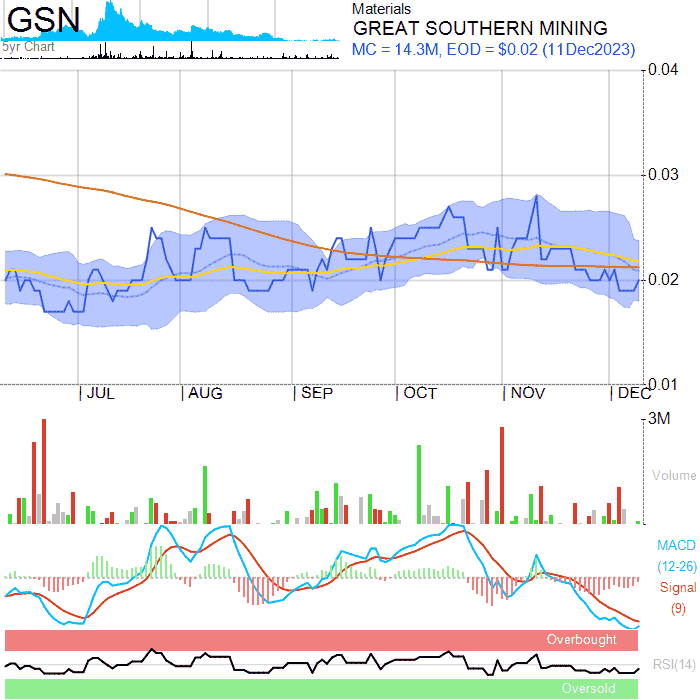 GSN
5yr Chart
Materials
GREAT SOUTHERN MINING
MC = 14.3M, EOD = $0.02 (11Dec2023)
0.04
0.03
0.02
0.01
| JUL
| AUG
| SEP
| OCT
| NOV
| DEC
3M
Volume
MACD
(12-26)
Signal
(9)
Overbought
RSI(14)
Oversold